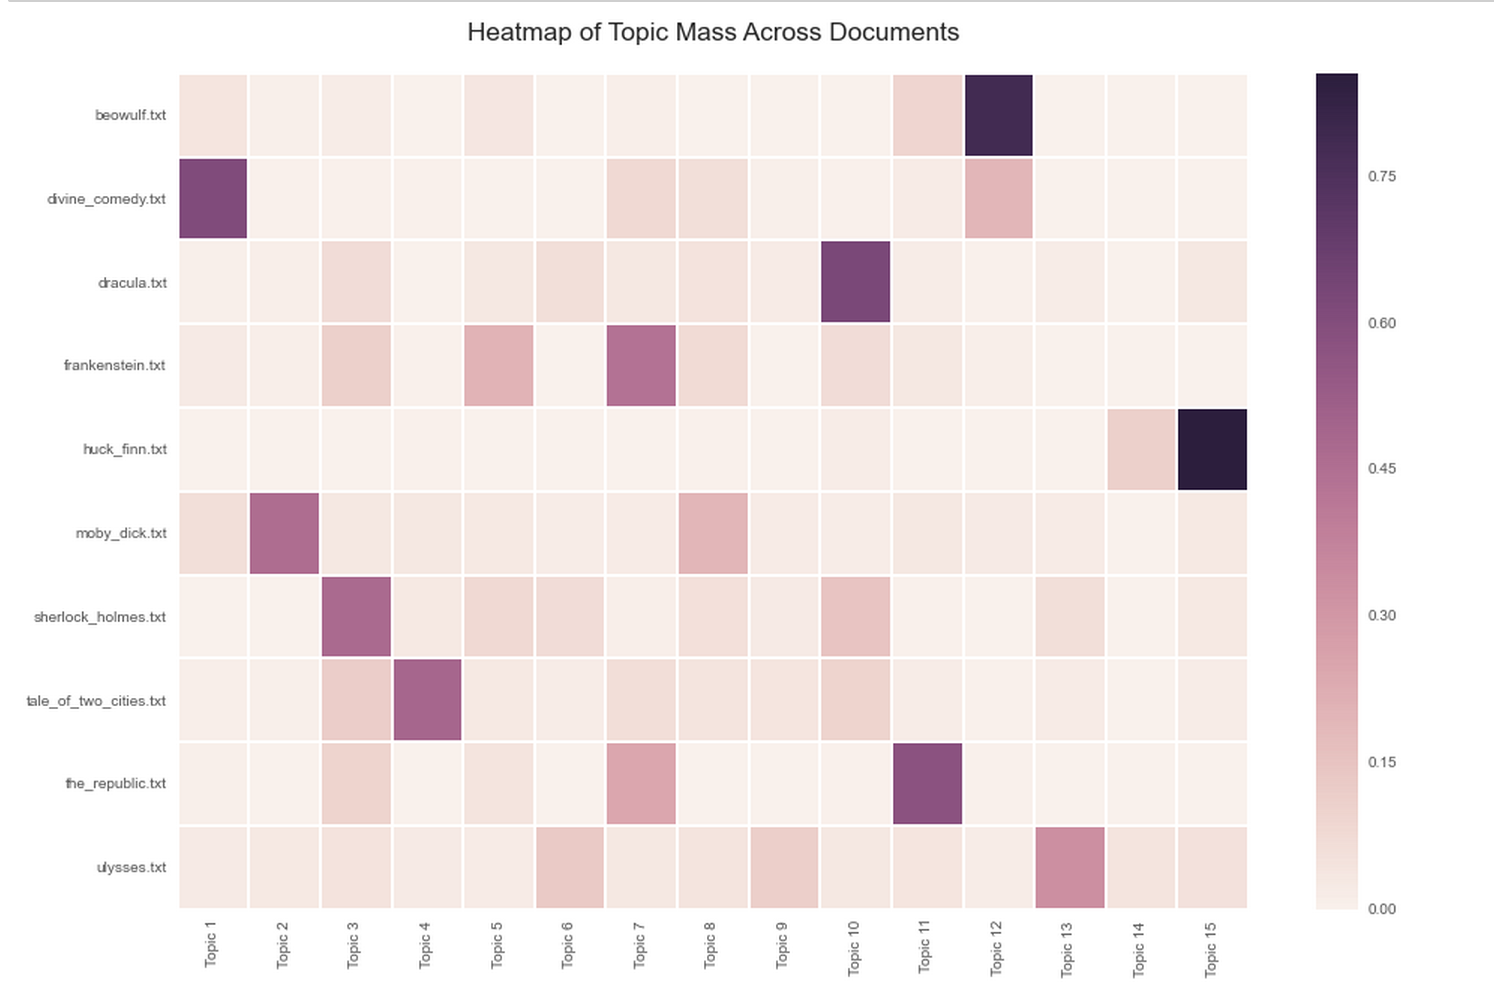 Heatmap of Topic Mass Across Documents
beowulf.txt
divine_comedy.txt
dracula.txt
frankenstein.txt
huck_finn.txt
moby_dick.txt
sherlock_holmes.txt
tale_of_two_cities.txt
the_republic.txt
ulysses.txt
Topic 1
Topic 2
Topic 3
Topic 4
Topic 5
Topic 6
Topic 7
Topic 8
Topic 9
Topic 10
Topic 11
Topic 12
Topic 13
Topic 14
Topic 15
0.75
0.60
0.45
0.30
0.15
0.00